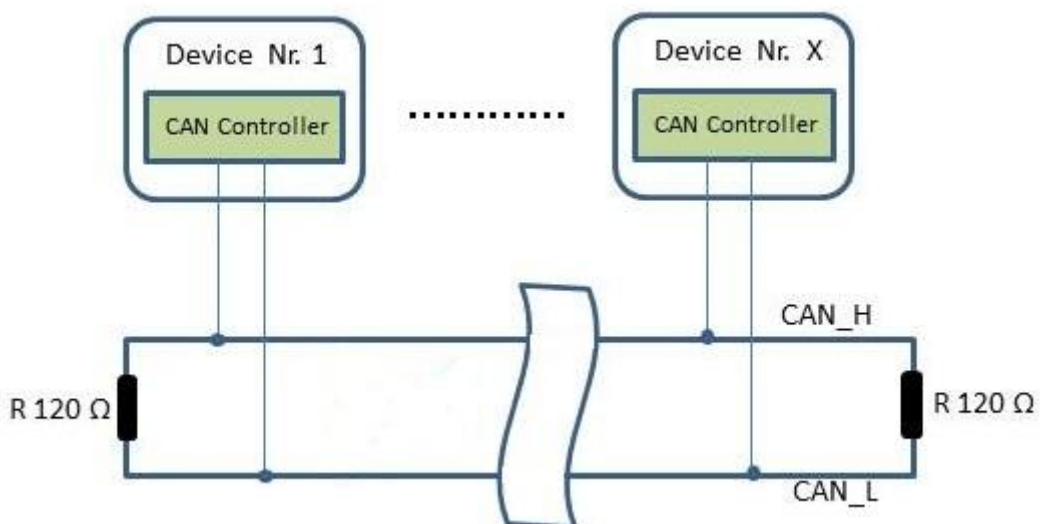 Device Nr. 1
CAN Controller
Device Nr. X
CAN Controller
CAN_H
R 120 Ω
R 120 Ω
CAN_L